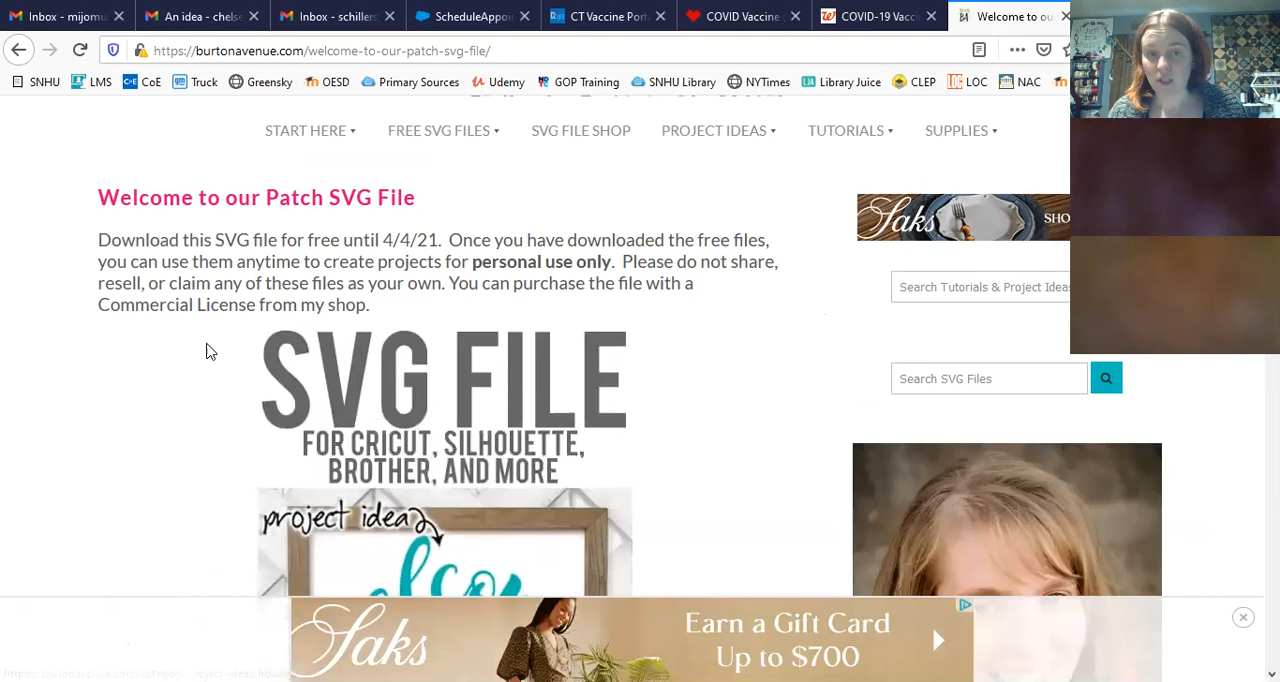 Inbox - mijomu
An idea - chels
Inbox - schillers
ScheduleAppoi
CT Vaccine Port
COVID Vaccine
COVID-19 Vacci
Welcome to ou
https://burtonavenue.com/welcome-to-our-patch-svg-file/
SNHU LMS CoE Truck Greensky OESD Primary Sources Udemy GOP Training SNHU Library NYTimes Library Juice CLEP LOC NAC
START HERE FREE SVG FILES SVG FILE SHOP PROJECT IDEAS TUTORIALS SUPPLIES
Welcome to our Patch SVG File
Download this SVG file for free until 4/4/21. Once you have downloaded the free files,
you can use them anytime to create projects for personal use only. Please do not share,
resell, or claim any of these files as your own. You can purchase the file with a
Commercial License from my shop.
SVG FILE
FOR CRICUT, SILHOUETTE,
BROTHER, AND MORE
project ideas
Saks SHO
Search Tutorials & Project Ideas
Search SVG Files
Saks
Earn a Gift Card
Up to $700